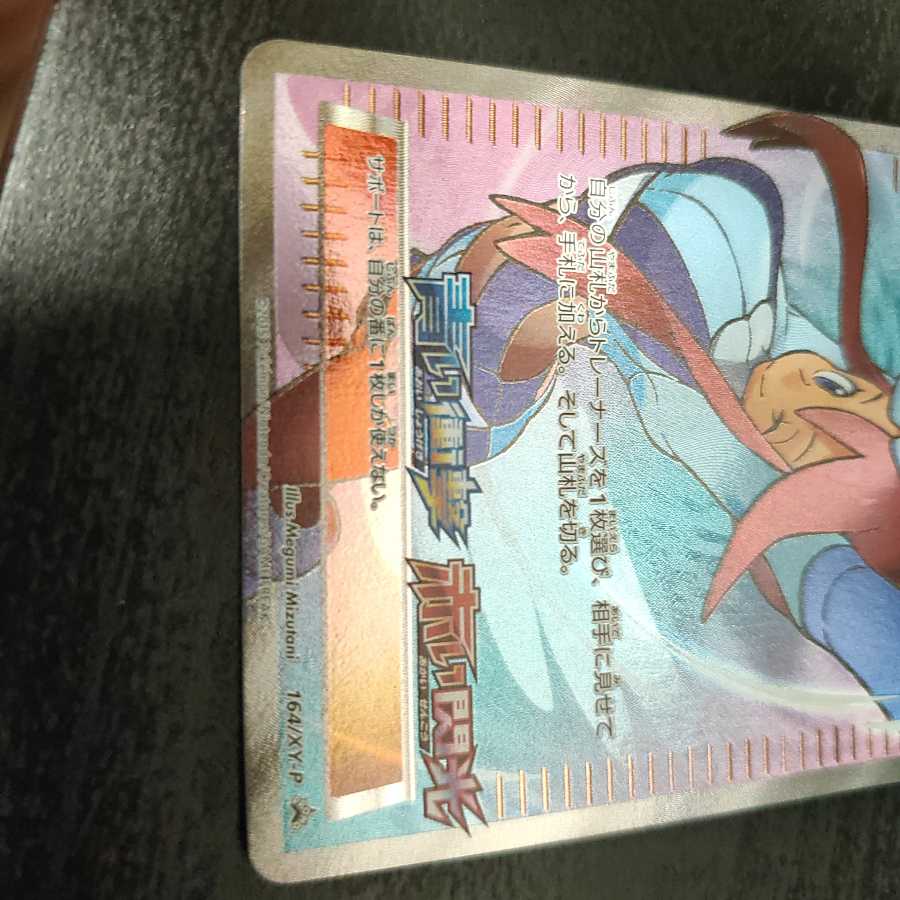 自分の山札からトレーナーズを1枚選び、相手に見せて
から、手札に加える。そして山札を切る。
青い衝撃
赤い閃光
サポートは、自分の番に1枚しか使えない。
Illus. Megumi Mizutani
164/XY-P